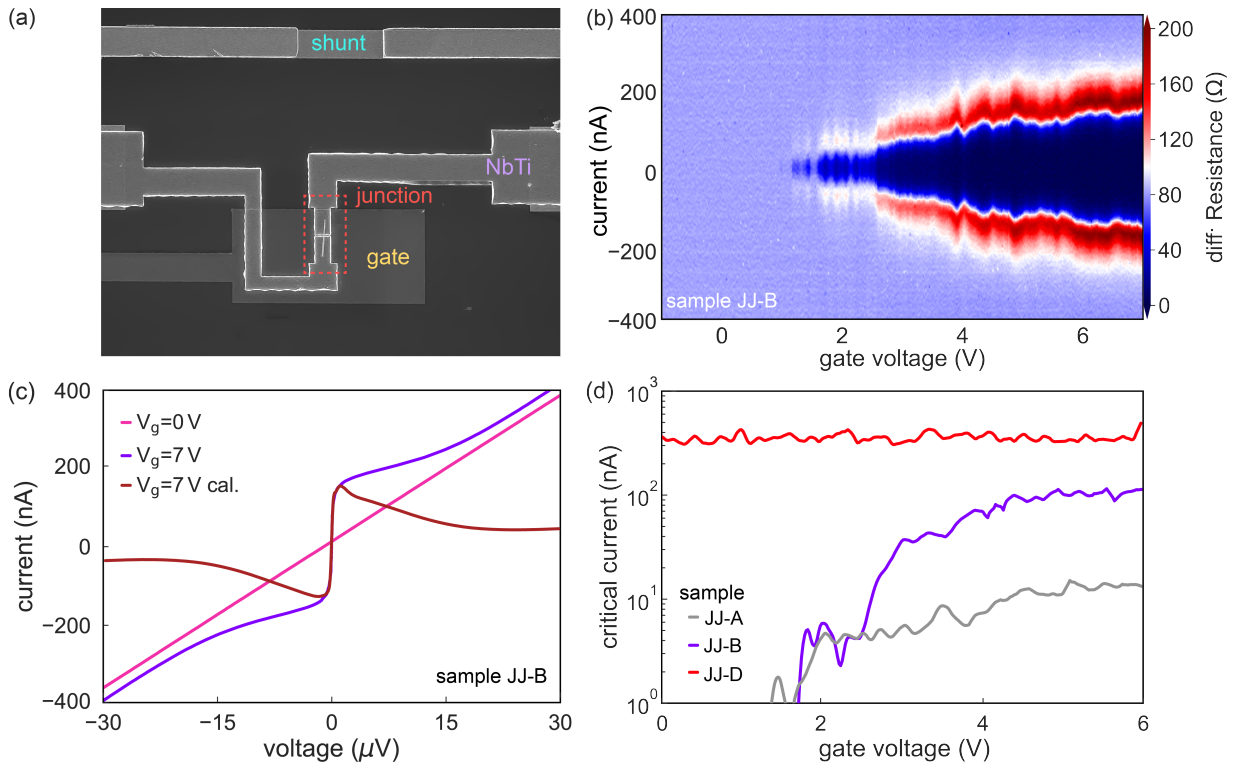 (a)
shunt
NbTi
junction
gate
(b)
400
200
0
−200
−400
current (nA)
sample JJ-B
0 2 4 6
gate voltage (V)
200
160
120
80
40
0
diff· Resistance (Ω)
(c)
400
200
0
−200
−400
current (nA)
Vg=0 V
Vg=7 V
Vg=7 V cal.
sample JJ-B
−30 −15 0 15 30
voltage (μV)
(d)
10³
10²
10¹
10⁰
critical current (nA)
sample
JJ-A
JJ-B
JJ-D
0 2 4 6
gate voltage (V)